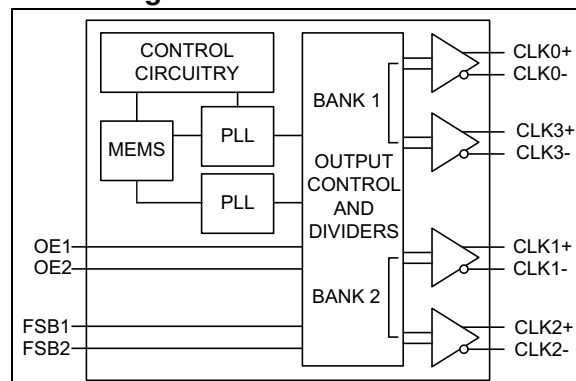 CONTROL
CIRCUITRY
MEMS
PLL
PLL
BANK 1
OUTPUT
CONTROL
AND
DIVIDERS
BANK 2
OE1
OE2
FSB1
FSB2
CLK0+
CLK0-
CLK3+
CLK3-
CLK1+
CLK1-
CLK2+
CLK2-